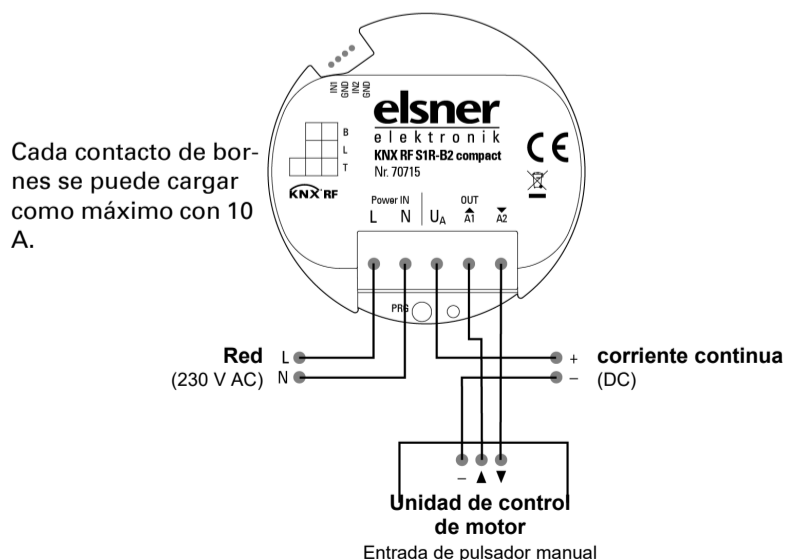 IN1
GND
IN2
GND
elsner
elektronik
KNX RF S1R-B2 compact
Nr. 70715
CE
B
L
T
KNX RF
Cada contacto de bor-
nes se puede cargar
como máximo con 10
A.
Power IN
OUT
L N UA A1 A2
PRG
Red L
(230 V AC) N
+ corriente continua
– (DC)
– ▲ ▼
Unidad de control
de motor
Entrada de pulsador manual